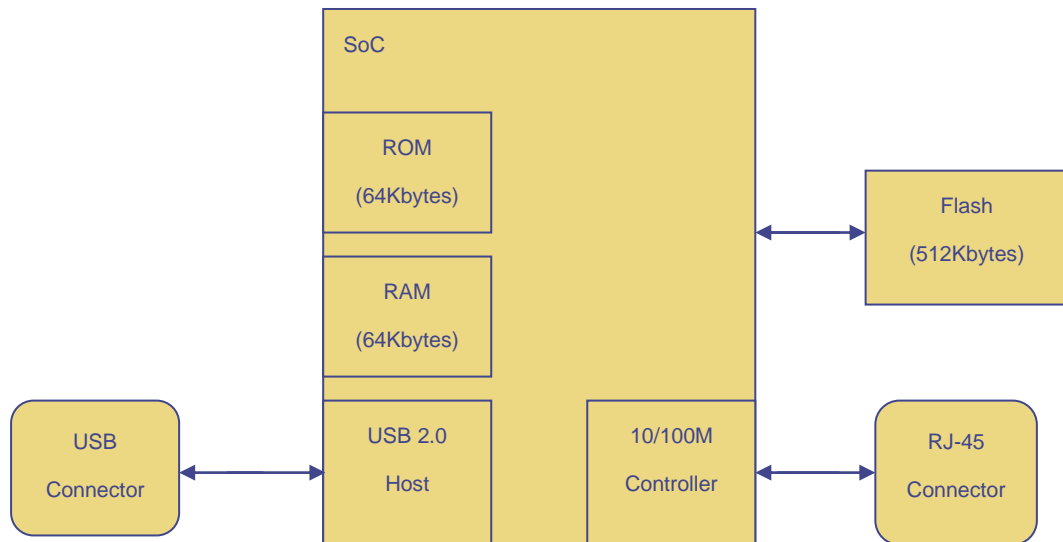 SoC
ROM
(64Kbytes)
Flash
(512Kbytes)
RAM
(64Kbytes)
USB
Connector
USB 2.0
Host
10/100M
Controller
RJ-45
Connector